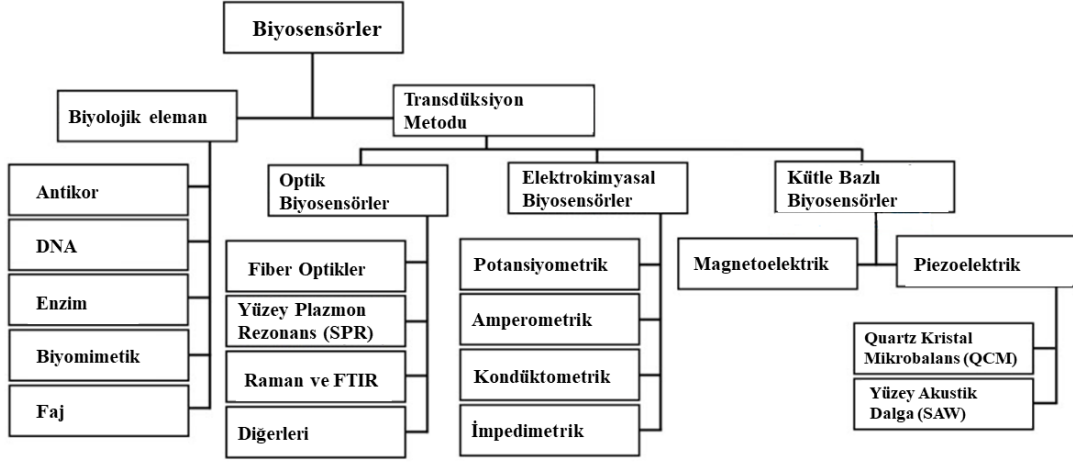 Biyosensörler
Biyolojik eleman
Transdüksiyon
Metodu
Antikor
DNA
Enzim
Biyomimetik
Faj
Optik
Biyosensörler
Fiber Optikler
Yüzey Plazmon
Rezonans (SPR)
Raman ve FTIR
Diğerleri
Elektrokimyasal
Biyosensörler
Potansiyometrik
Amperometrik
Kondüktometrik
İmpedimetrik
Kütle Bazlı
Biyosensörler
Magnetoelektrik
Piezoelektrik
Quartz Kristal
Mikrobalans (QCM)
Yüzey Akustik
Dalga (SAW)